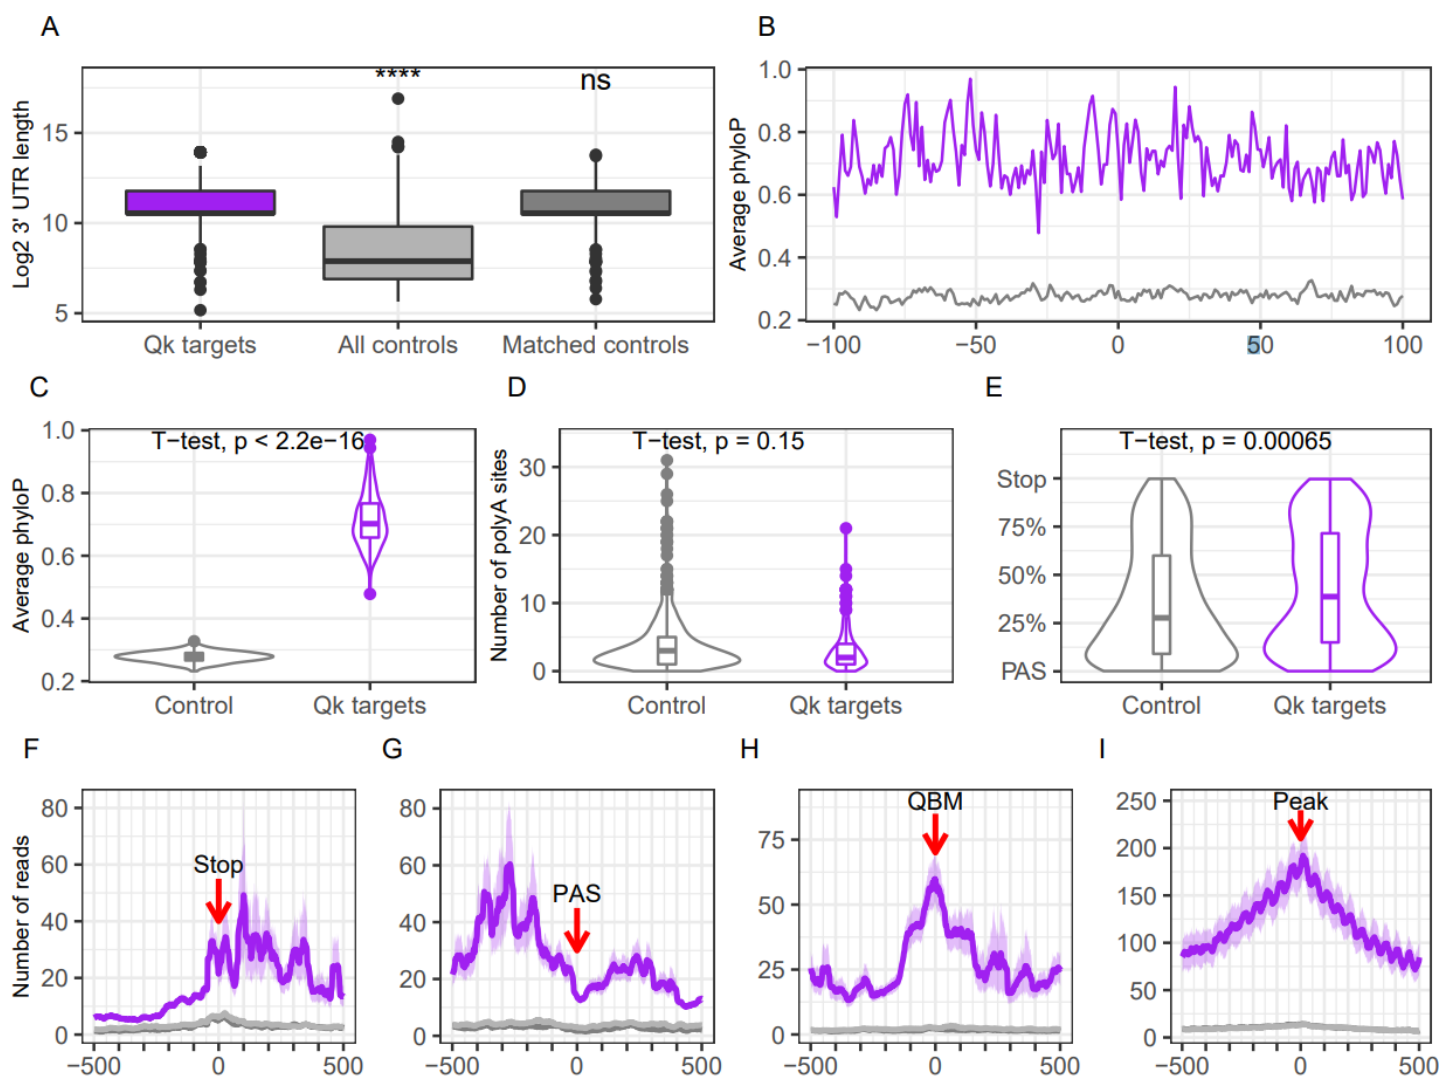 A
B
****
ns
Log2 3' UTR length
15
10
5
Qk targets
All controls
Matched controls
Average phyloP
1.0
0.8
0.6
0.4
0.2
−100
−50
0
50
100
C
D
E
T−test, p < 2.2e−16
Average phyloP
1.0
0.8
0.6
0.4
0.2
Control
Qk targets
T−test, p = 0.15
Number of polyA sites
30
20
10
0
Control
Qk targets
T−test, p = 0.00065
Stop
75%
50%
25%
PAS
Control
Qk targets
F
G
H
I
Number of reads
80
60
40
20
0
Stop
−500
0
500
80
60
40
20
0
PAS
−500
0
500
75
50
25
0
QBM
−500
0
500
250
200
150
100
50
0
Peak
−500
0
500